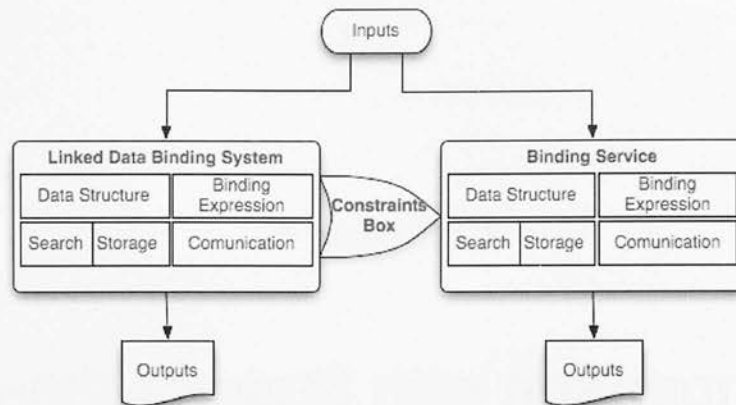 Inputs
Linked Data Binding System
Data Structure
Binding
Expression
Search
Storage
Comunication
Constraints
Box
Binding Service
Data Structure
Binding
Expression
Search
Storage
Comunication
Outputs
Outputs